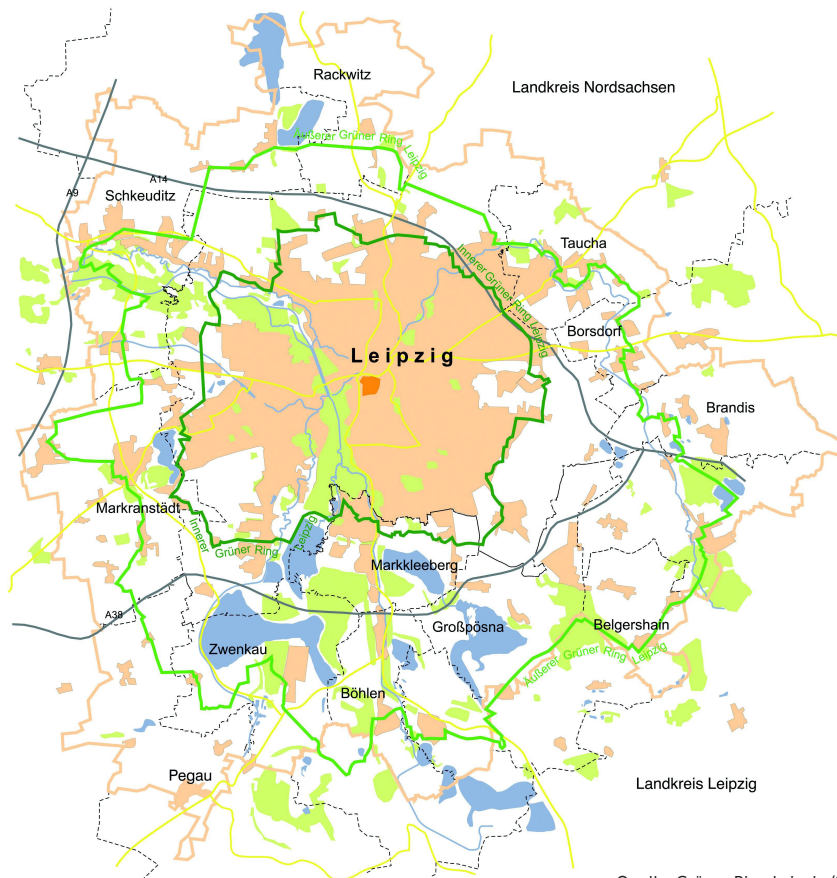 Rackwitz
Landkreis Nordsachsen
Äußerer Grüner Ring Leipzig
A14
A9
Schkeuditz
Taucha
Innerer Grüner Ring Leipzig
Borsdorf
Leipzig
Brandis
Markranstädt
Innerer Grüner Ring Leipzig
Markkleeberg
A38
Großpösna
Belgershain
Zwenkau
Äußerer Grüner Ring Leipzig
Böhlen
Pegau
Landkreis Leipzig